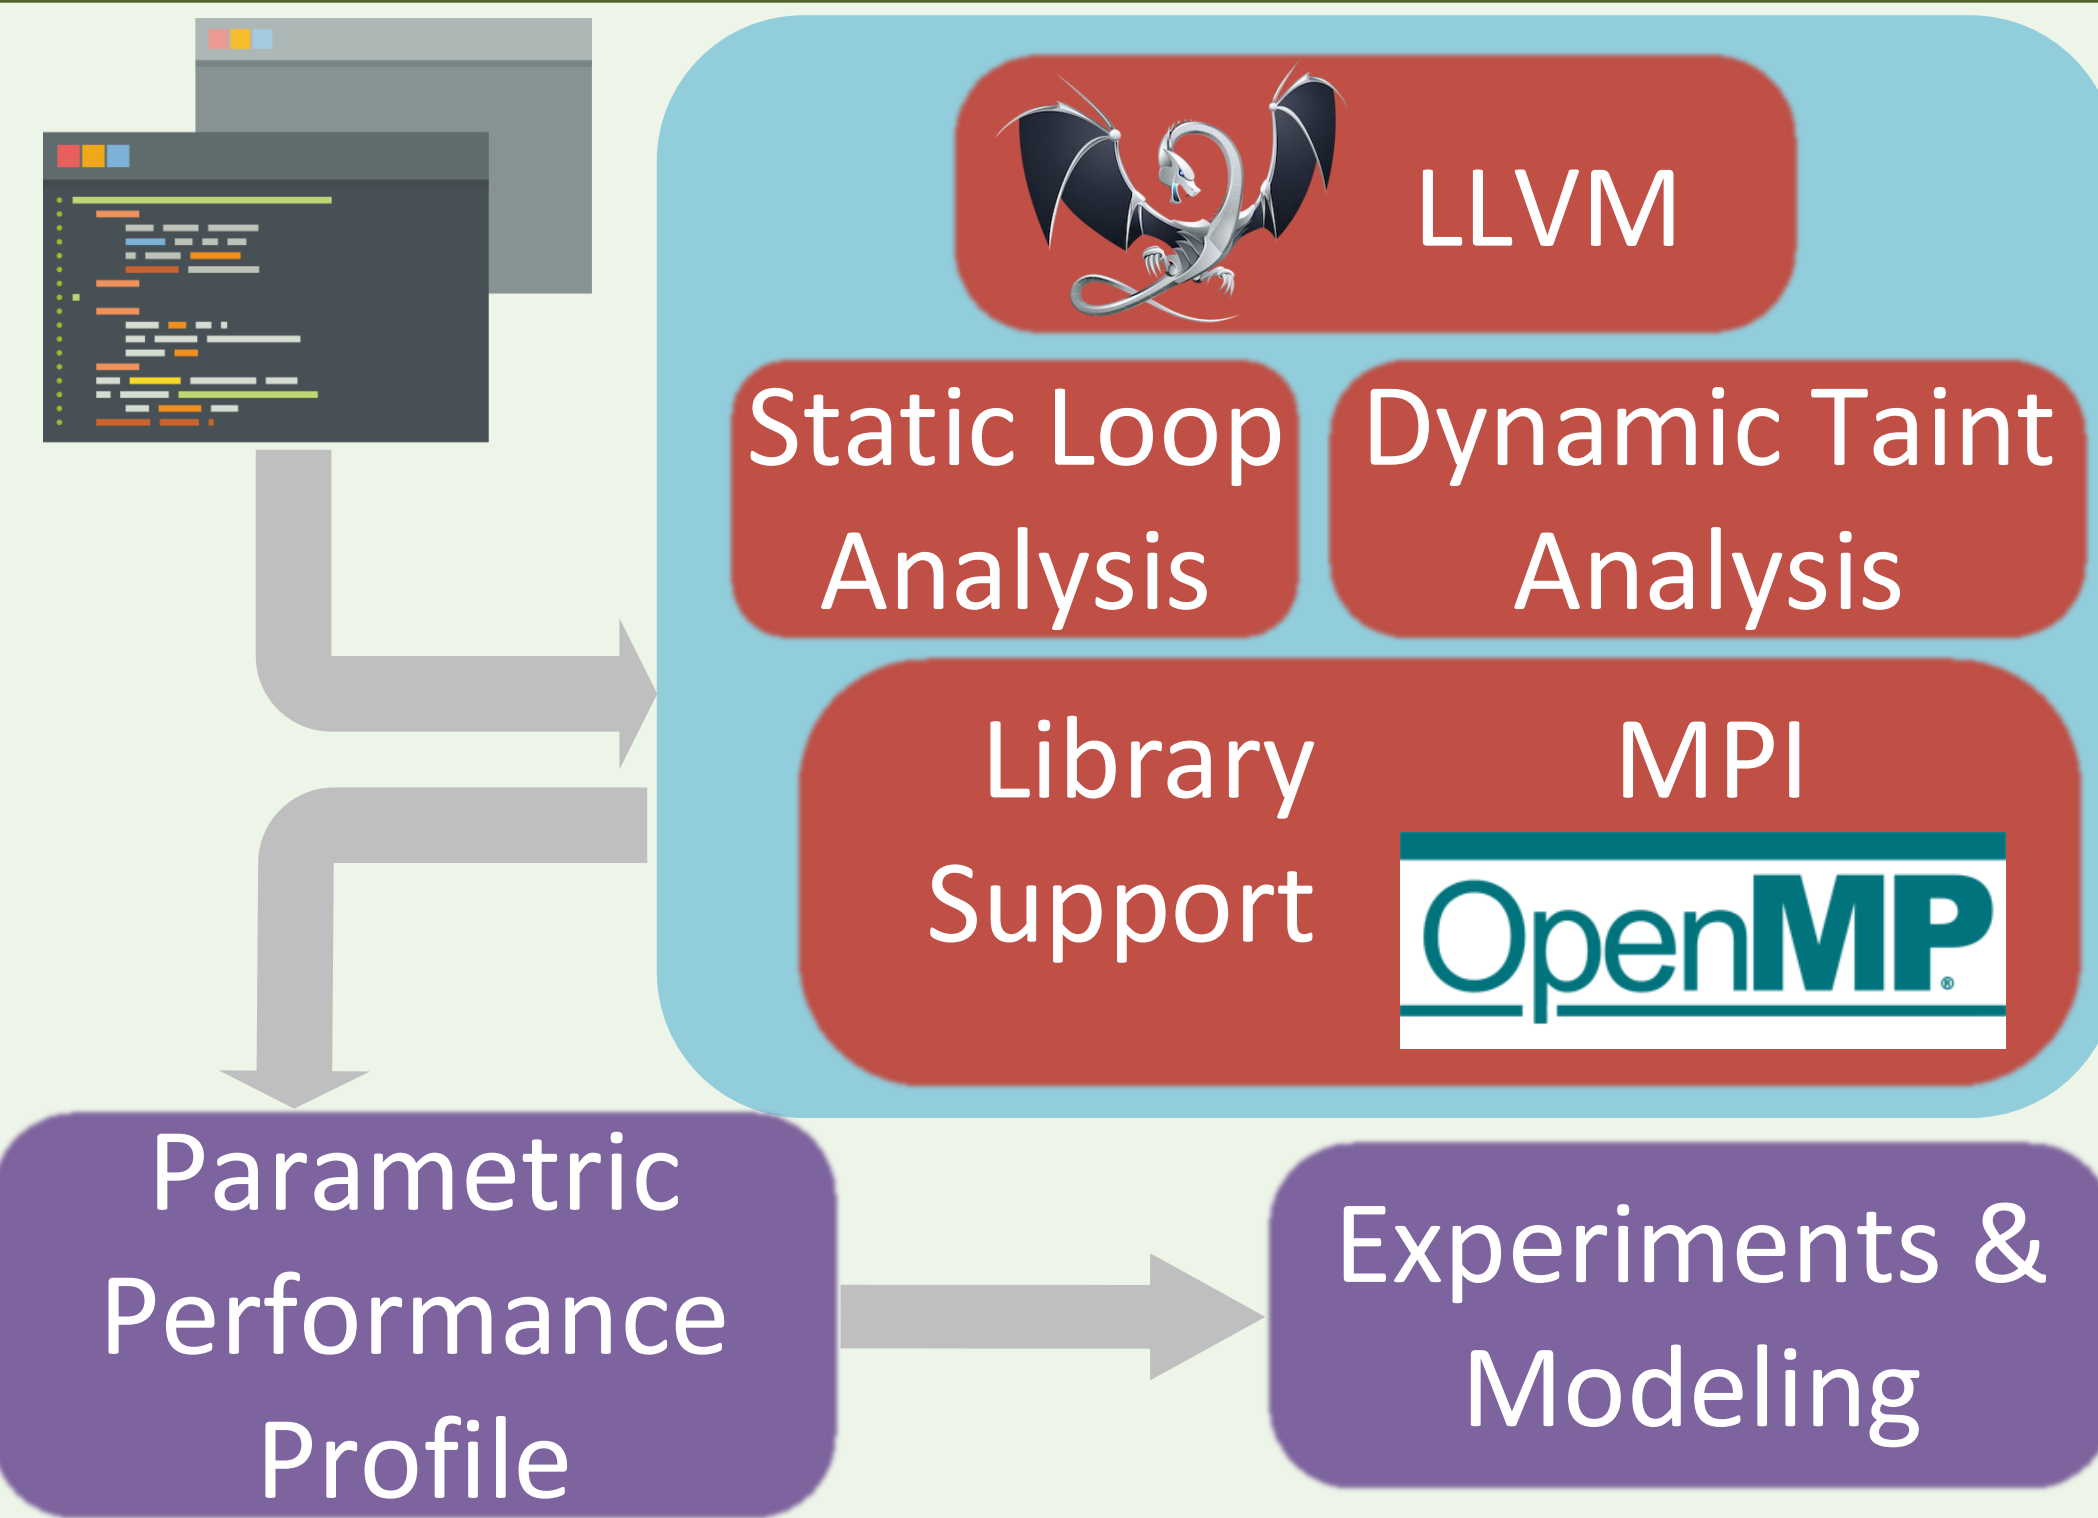 LLVM
Static Loop
Analysis
Dynamic Taint
Analysis
Library
Support
MPI
OpenMP®
Parametric
Performance
Profile
Experiments &
Modeling